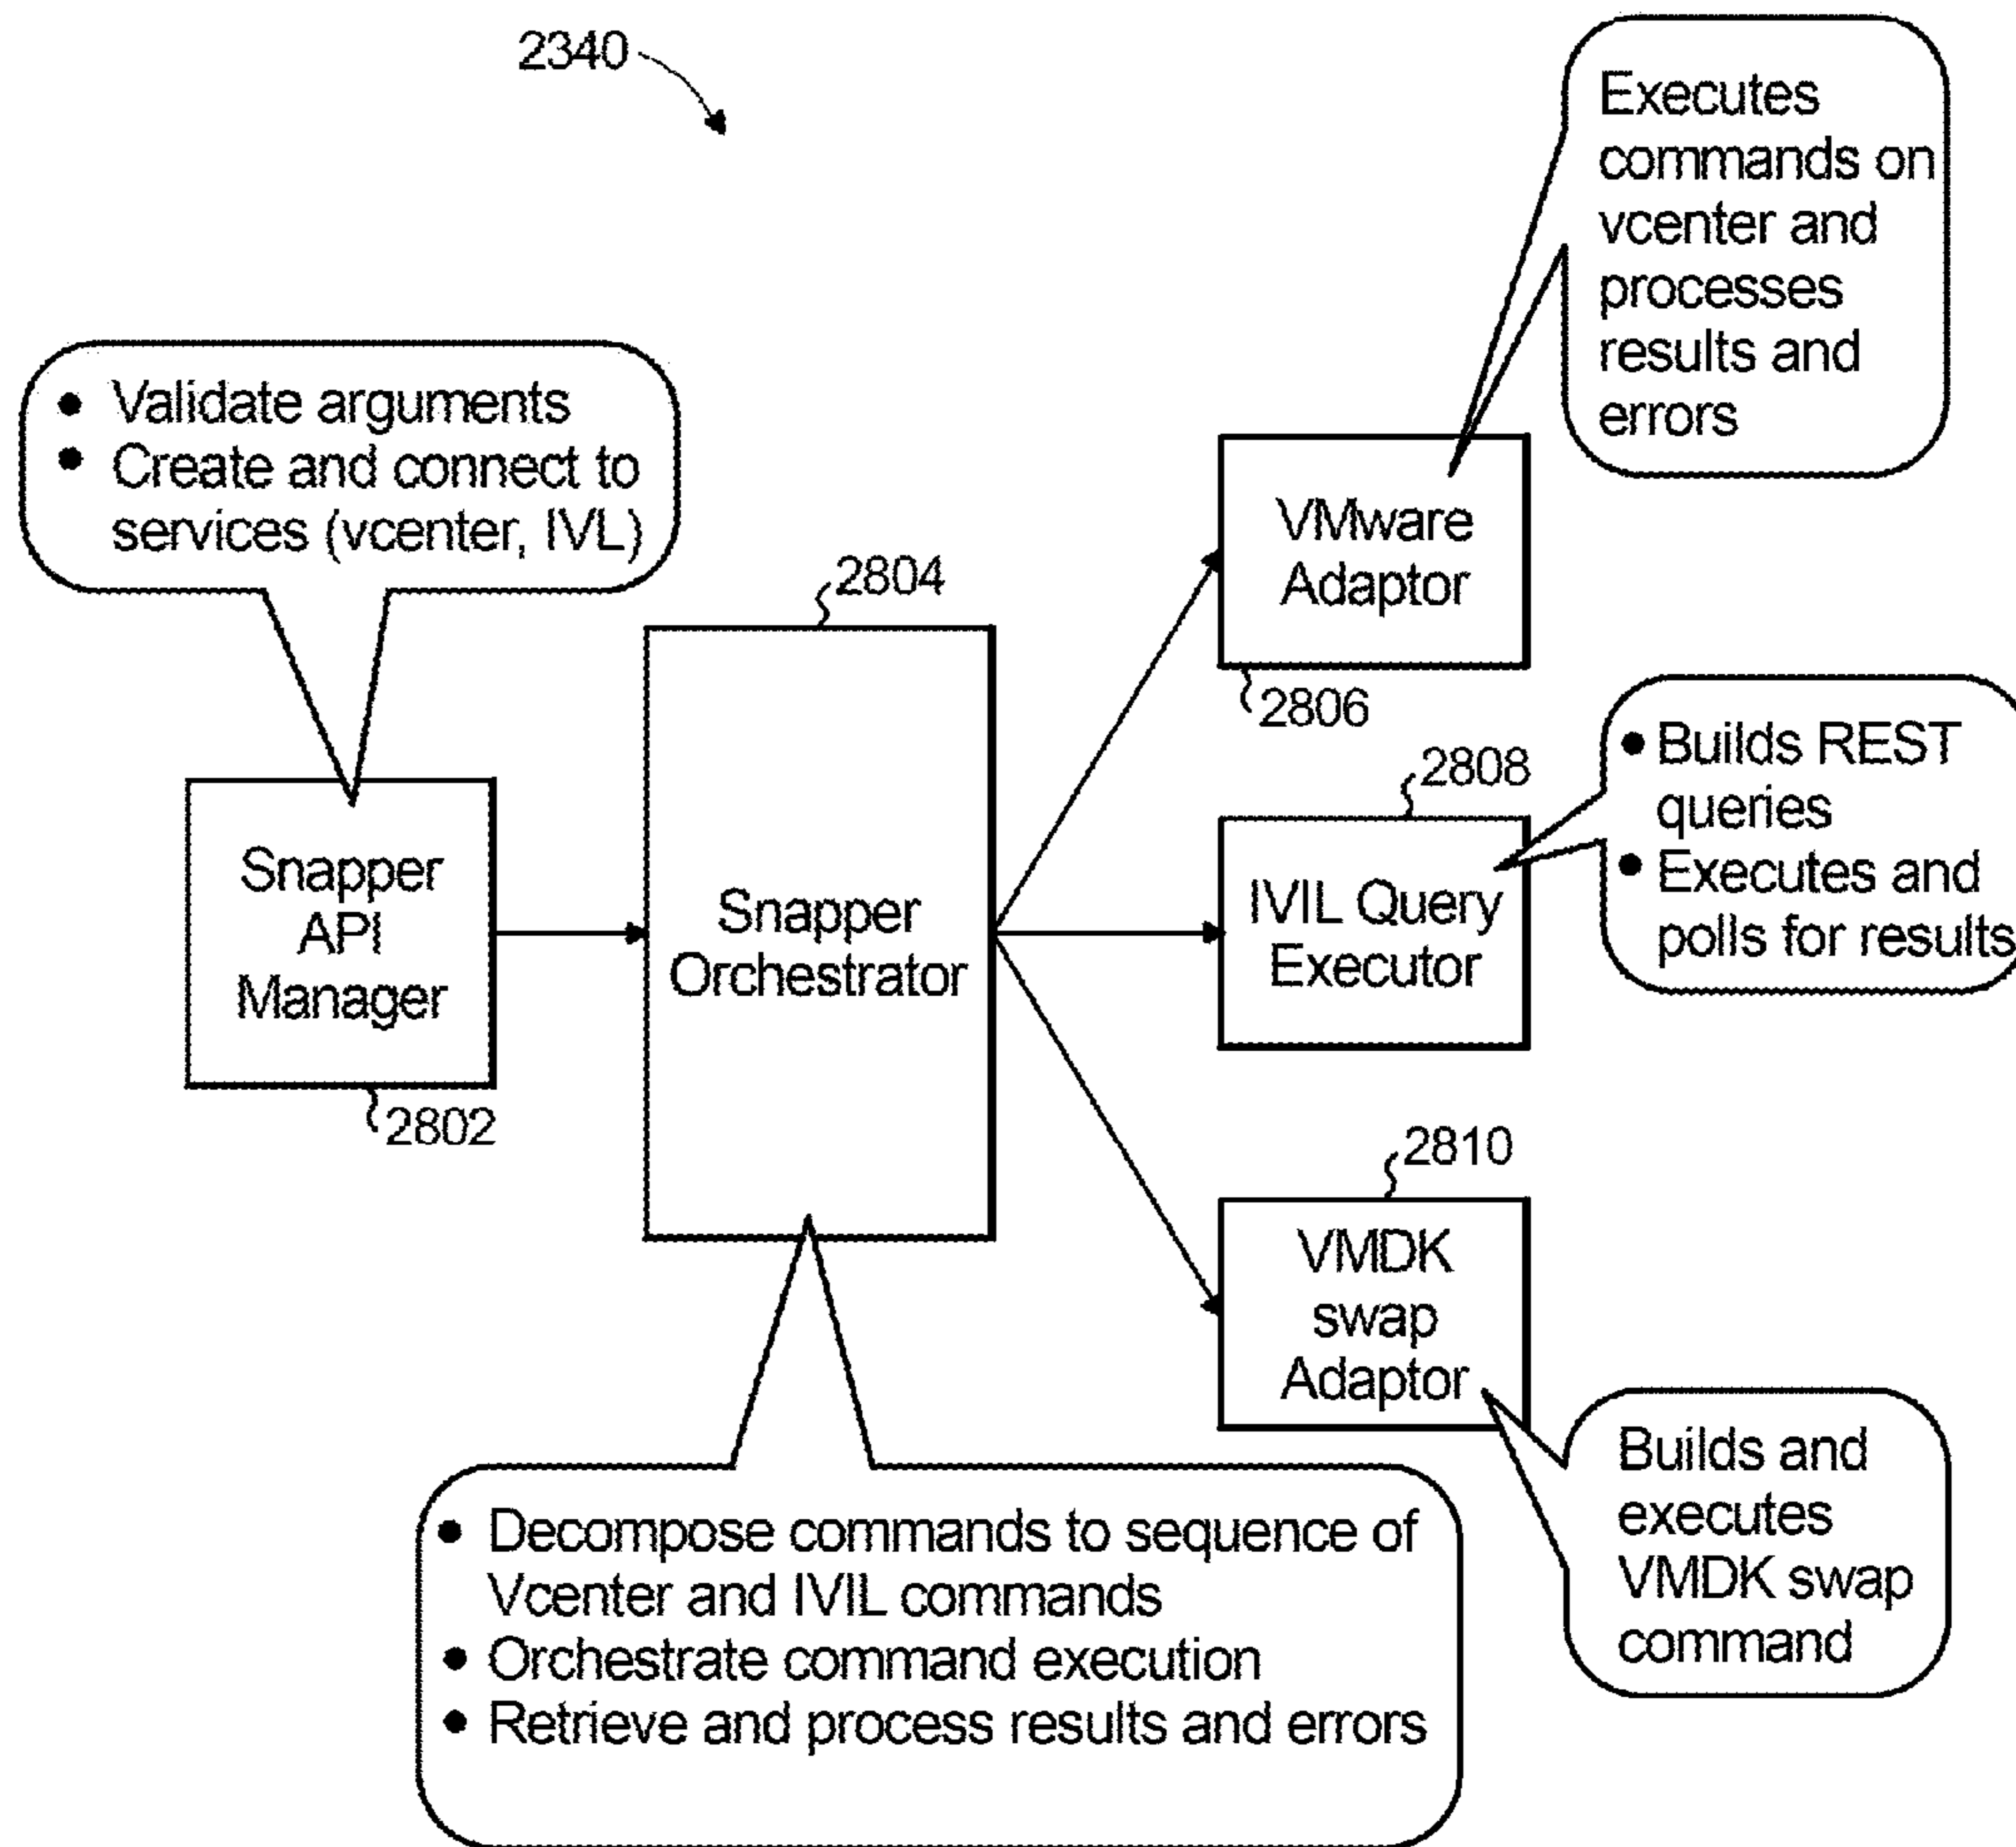 2340
Executes
commands on
vcenter and
processes
results and
errors
• Validate arguments
• Create and connect to
services (vcenter, IVL)
2804
VMware
Adaptor
2806
• Builds REST
queries
• Executes and
polls for results
2808
Snapper
API
Manager
2802
Snapper
Orchestrator
IVIL Query
Executor
2810
VMDK
swap
Adaptor
Builds and
executes
VMDK swap
command
• Decompose commands to sequence of
Vcenter and IVIL commands
• Orchestrate command execution
• Retrieve and process results and errors